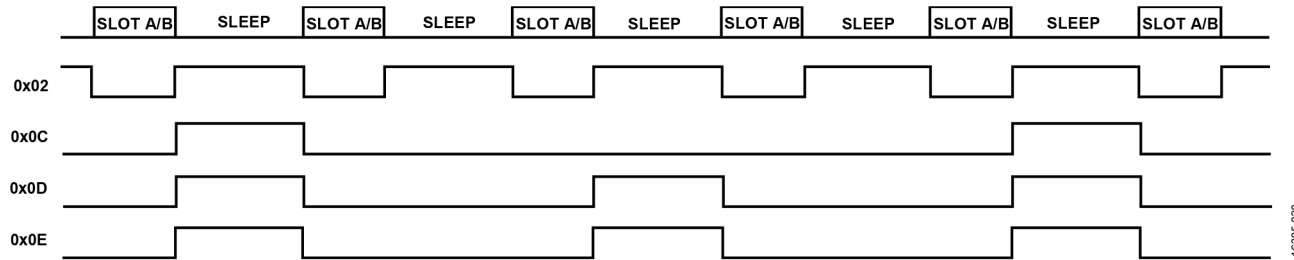 SLOT A/B SLEEP SLOT A/B SLEEP SLOT A/B SLEEP SLOT A/B SLEEP SLOT A/B SLEEP SLOT A/B
0x02
0x0C
0x0D
0x0E